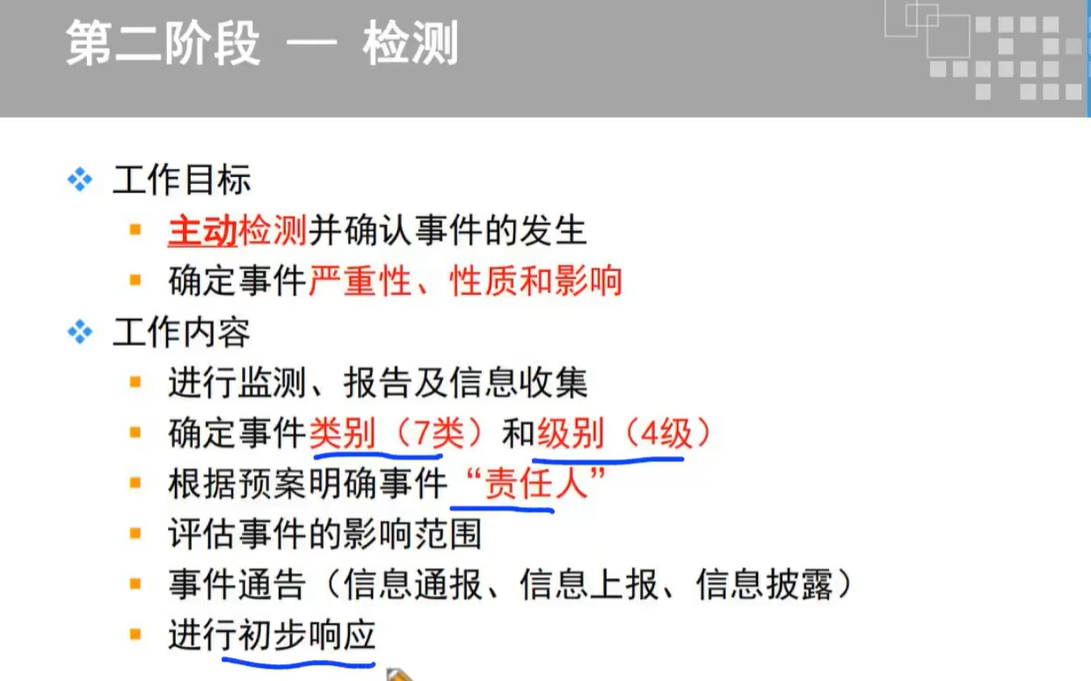 第二阶段 — 检测
工作目标
主动检测并确认事件的发生
确定事件严重性、性质和影响
工作内容
进行监测、报告及信息收集
确定事件类别（7类）和级别（4级）
根据预案明确事件“责任人”
评估事件的影响范围
事件通告（信息通报、信息上报、信息披露）
进行初步响应